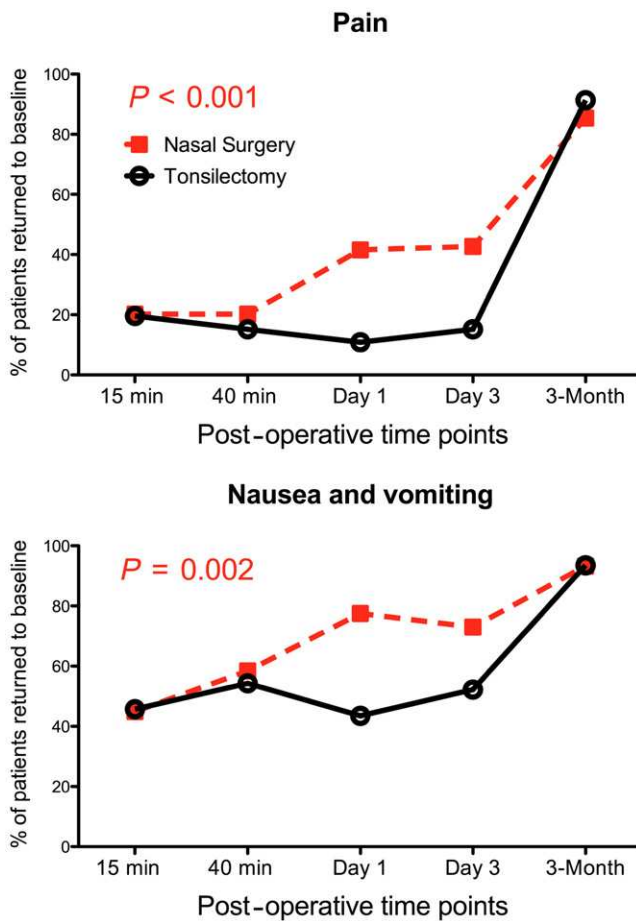 Pain
% of patients returned to baseline
100
80
60
40
20
0
P < 0.001
Nasal Surgery
Tonsilectomy
15 min 40 min Day 1 Day 3 3-Month
Post-operative time points
Nausea and vomiting
% of patients returned to baseline
100
80
60
40
20
0
P = 0.002
15 min 40 min Day 1 Day 3 3-Month
Post-operative time points